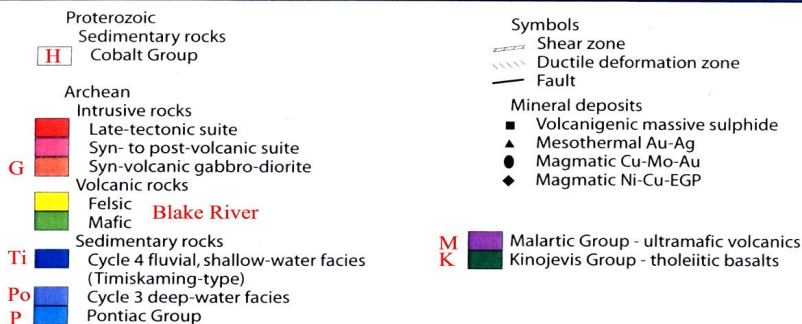 Proterozoic
Sedimentary rocks
H Cobalt Group
Archean
Intrusive rocks
Late-tectonic suite
Syn- to post-volcanic suite
G Syn-volcanic gabbro-diorite
Volcanic rocks
Felsic
Blake River
Mafic
Sedimentary rocks
Ti Cycle 4 fluvial, shallow-water facies
(Timiskaming-type)
Po Cycle 3 deep-water facies
P Pontiac Group
Symbols
Shear zone
Ductile deformation zone
Fault
Mineral deposits
Volcanigenic massive sulphide
Mesothermal Au-Ag
Magmatic Cu-Mo-Au
Magmatic Ni-Cu-EGP
M Malartic Group - ultramafic volcanics
K Kinojevis Group - tholeiitic basalts